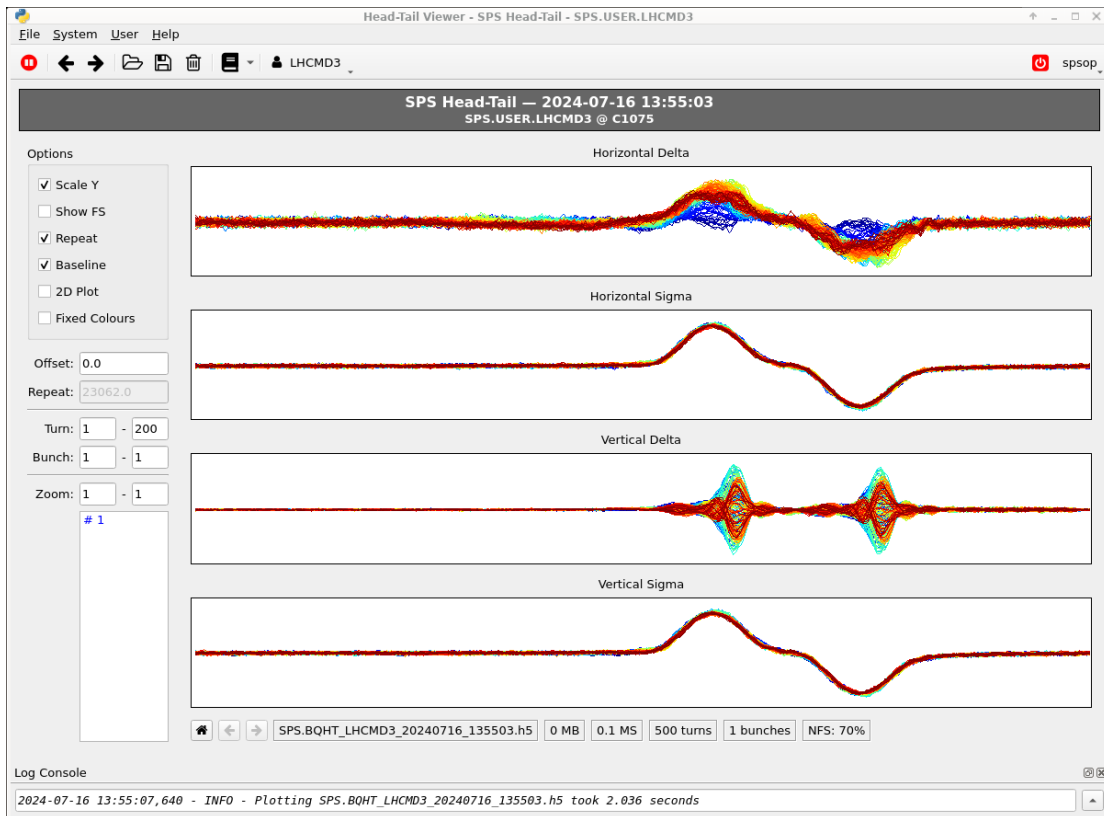 Head-Tail Viewer - SPS Head-Tail - SPS.USER.LHCMD3
File System User Help
LHCMD3 spsop
SPS Head-Tail — 2024-07-16 13:55:03
SPS.USER.LHCMD3 @ C1075
Options
Scale Y
Show FS
Repeat
Baseline
2D Plot
Fixed Colours
Offset: 0.0
Repeat: 23062.0
Turn: 1 - 200
Bunch: 1 - 1
Zoom: 1 - 1
# 1
Horizontal Delta
Horizontal Sigma
Vertical Delta
Vertical Sigma
SPS.BQHT_LHCMD3_20240716_135503.h5 0 MB 0.1 MS 500 turns 1 bunches NFS: 70%
Log Console
2024-07-16 13:55:07,640 - INFO - Plotting SPS.BQHT_LHCMD3_20240716_135503.h5 took 2.036 seconds